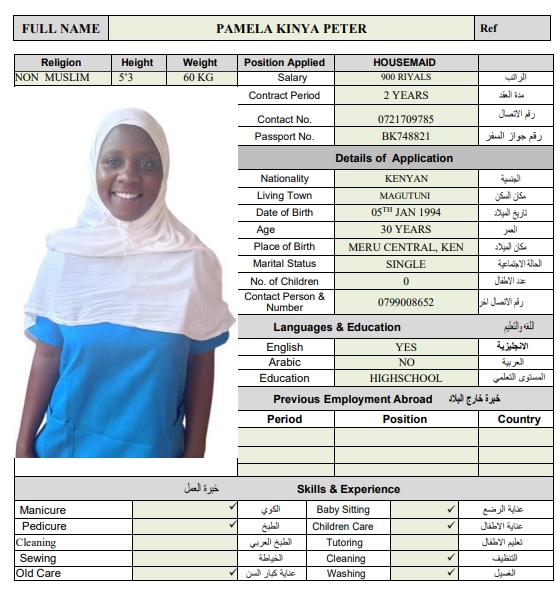 FULL NAME PAMELA KINYA PETER Ref
Religion Height Weight Position Applied HOUSEMAID
NON MUSLIM 5'3 60 KG Salary 900 RIYALS الراتب
Contract Period 2 YEARS مدة العقد
Contact No. 0721709785 رقم الاتصال
Passport No. BK748821 رقم جواز السفر
Details of Application
Nationality KENYAN الجنسية
Living Town MAGUTUNI مكان السكن
Date of Birth 05TH JAN 1994 تاريخ الميلاد
Age 30 YEARS العمر
Place of Birth MERU CENTRAL, KEN مكان الميلاد
Marital Status SINGLE الحالة الاجتماعية
No. of Children 0 عدد الاطفال
Contact Person &
Number 0799008652 رقم الاتصال اخر
Languages & Education اللغه والتعليم
English YES الانجليزية
Arabic NO العربية
Education HIGHSCHOOL المستوى التعلمي
Previous Employment Abroad خبرة خارج البلاد
Period Position Country
خبرة العمل Skills & Experience
Manicure ✓ الكوي Baby Sitting ✓ عناية الرضع
Pedicure ✓ الطبخ Children Care ✓ عناية الاطفال
Cleaning الطبخ العربي Tutoring تعليم الاطفال
Sewing الخياطة Cleaning ✓ التنظيف
Old Care ✓ عناية كبار السن Washing ✓ الغسيل